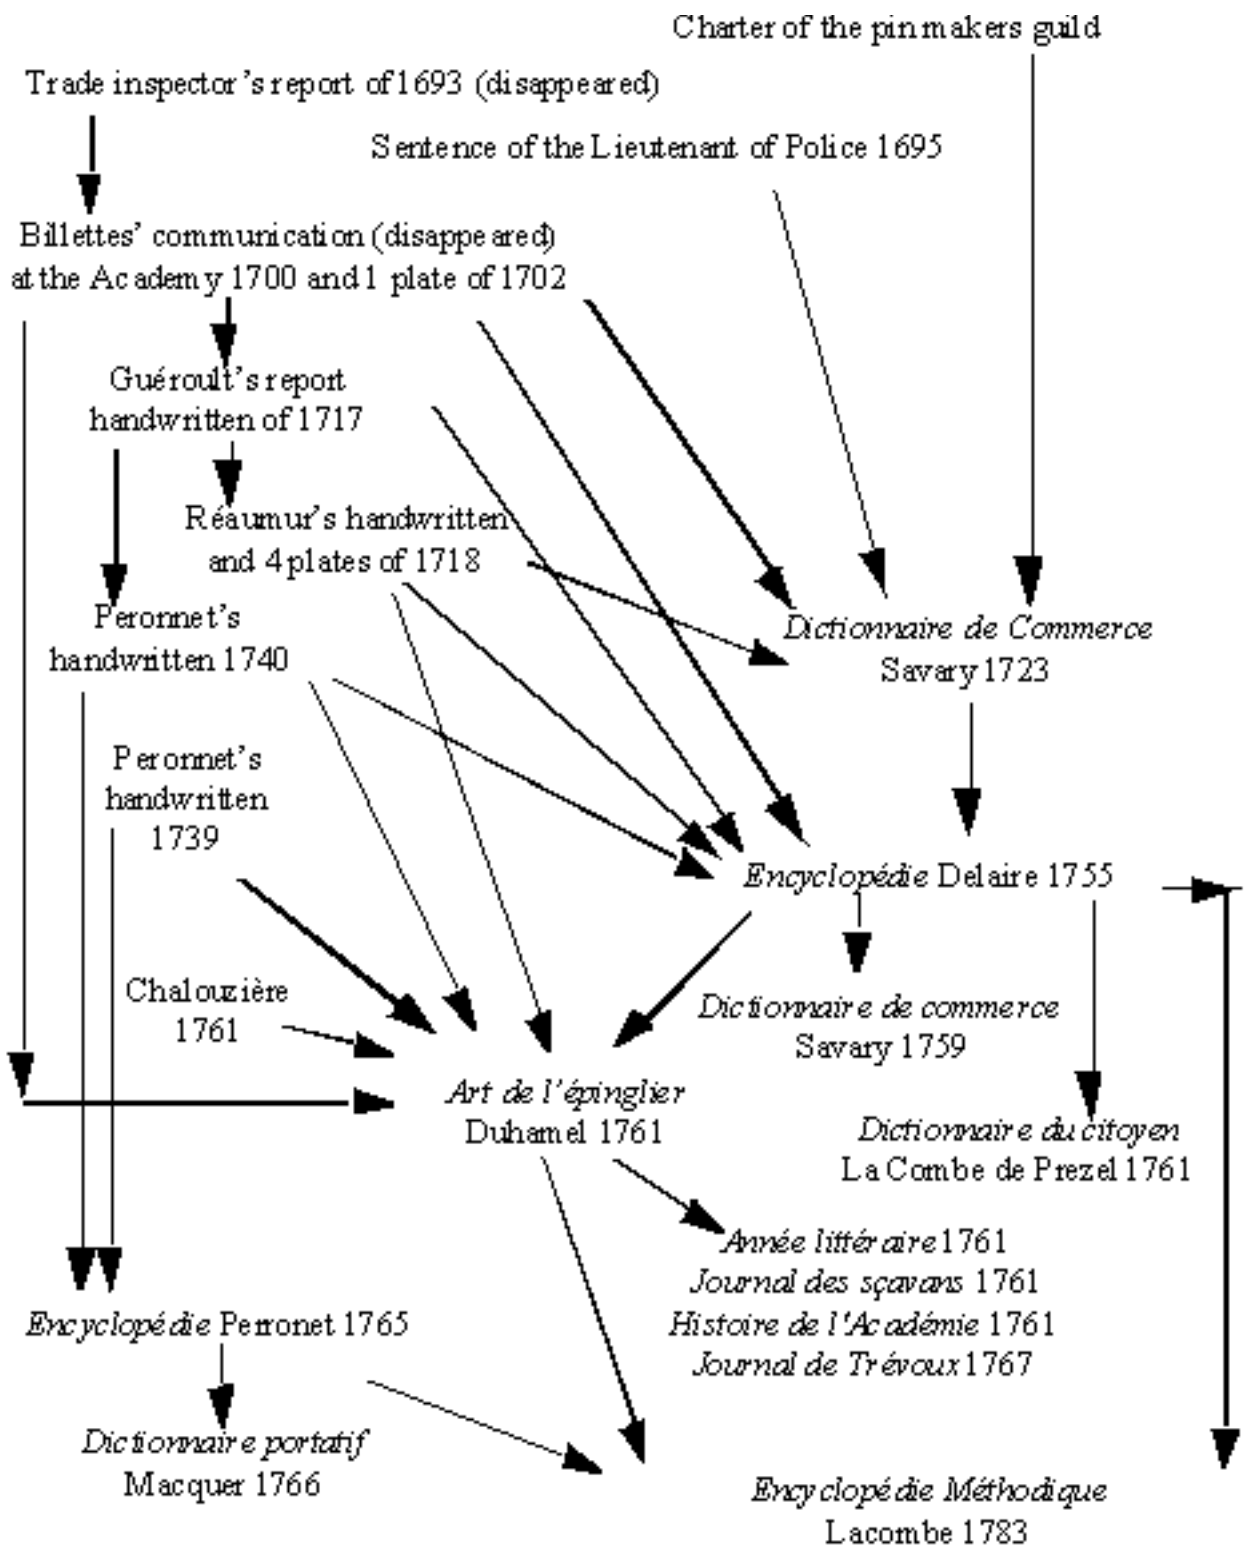 Charter of the pinmakers guild
Trade inspector's report of 1693 (disappeared)
Sentence of the Lieutenant of Police 1695
Billettes' communication (disappeared)
at the Academy 1700 and 1 plate of 1702
Guéroult's report
handwritten of 1717
Réaumur's handwritten
and 4 plates of 1718
Peronnet's
handwritten 1740
Dictionnaire de Commerce
Savary 1723
Peronnet's
handwritten
1739
Encyclopédie Delaire 1755
Chalouzière
1761
Dictionnaire de commerce
Savary 1759
Art de l'épinglier
Duhamel 1761
Dictionnaire du citoyen
La Combe de Prezel 1761
Année littéraire 1761
Journal des sçavans 1761
Histoire de l'Académie 1761
Journal de Trévoux 1767
Encyclopédie Perronet 1765
Dictionnaire portatif
Macquer 1766
Encyclopédie Méthodique
Lacombe 1783